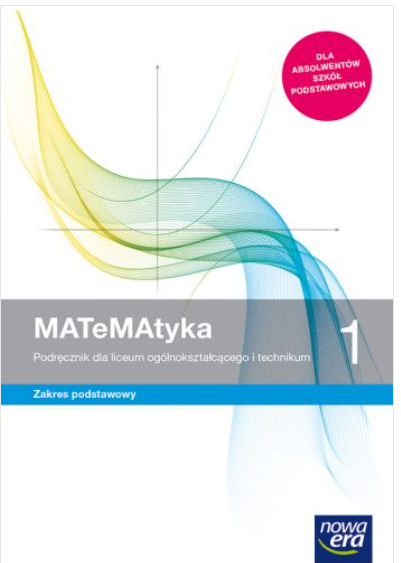 DLA
ABSOLWENTÓW
SZKÓŁ
PODSTAWOWYCH
MATeMAtyka 1
Podręcznik dla liceum ogólnokształcącego i technikum
Zakres podstawowy
nowa
era